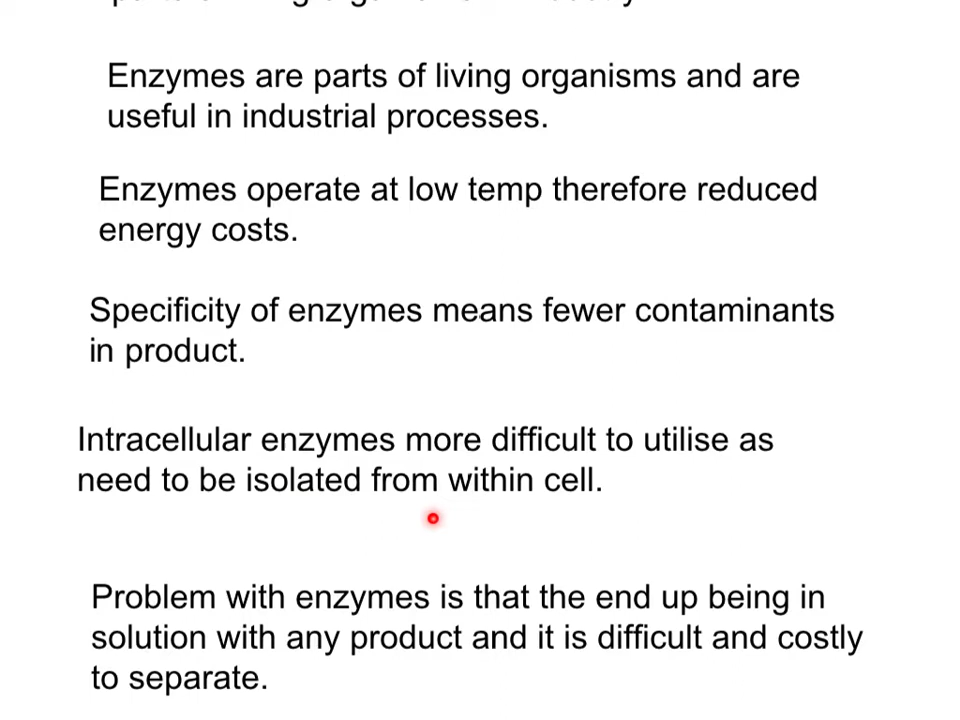 Enzymes are parts of living organisms and are
useful in industrial processes.
Enzymes operate at low temp therefore reduced
energy costs.
Specificity of enzymes means fewer contaminants
in product.
Intracellular enzymes more difficult to utilise as
need to be isolated from within cell.
Problem with enzymes is that the end up being in
solution with any product and it is difficult and costly
to separate.